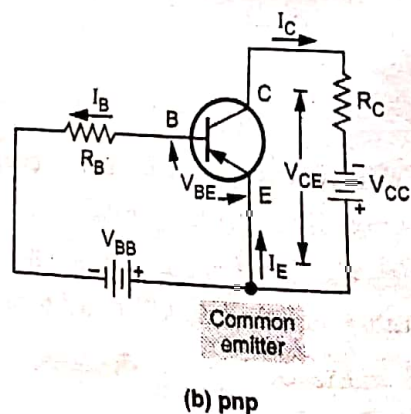 I_C
C
R_C
I_B
B
R_B
V_BE
E
V_CE
-
V_CC
+
V_BB
- +
I_E
Common
emitter
(b) pnp